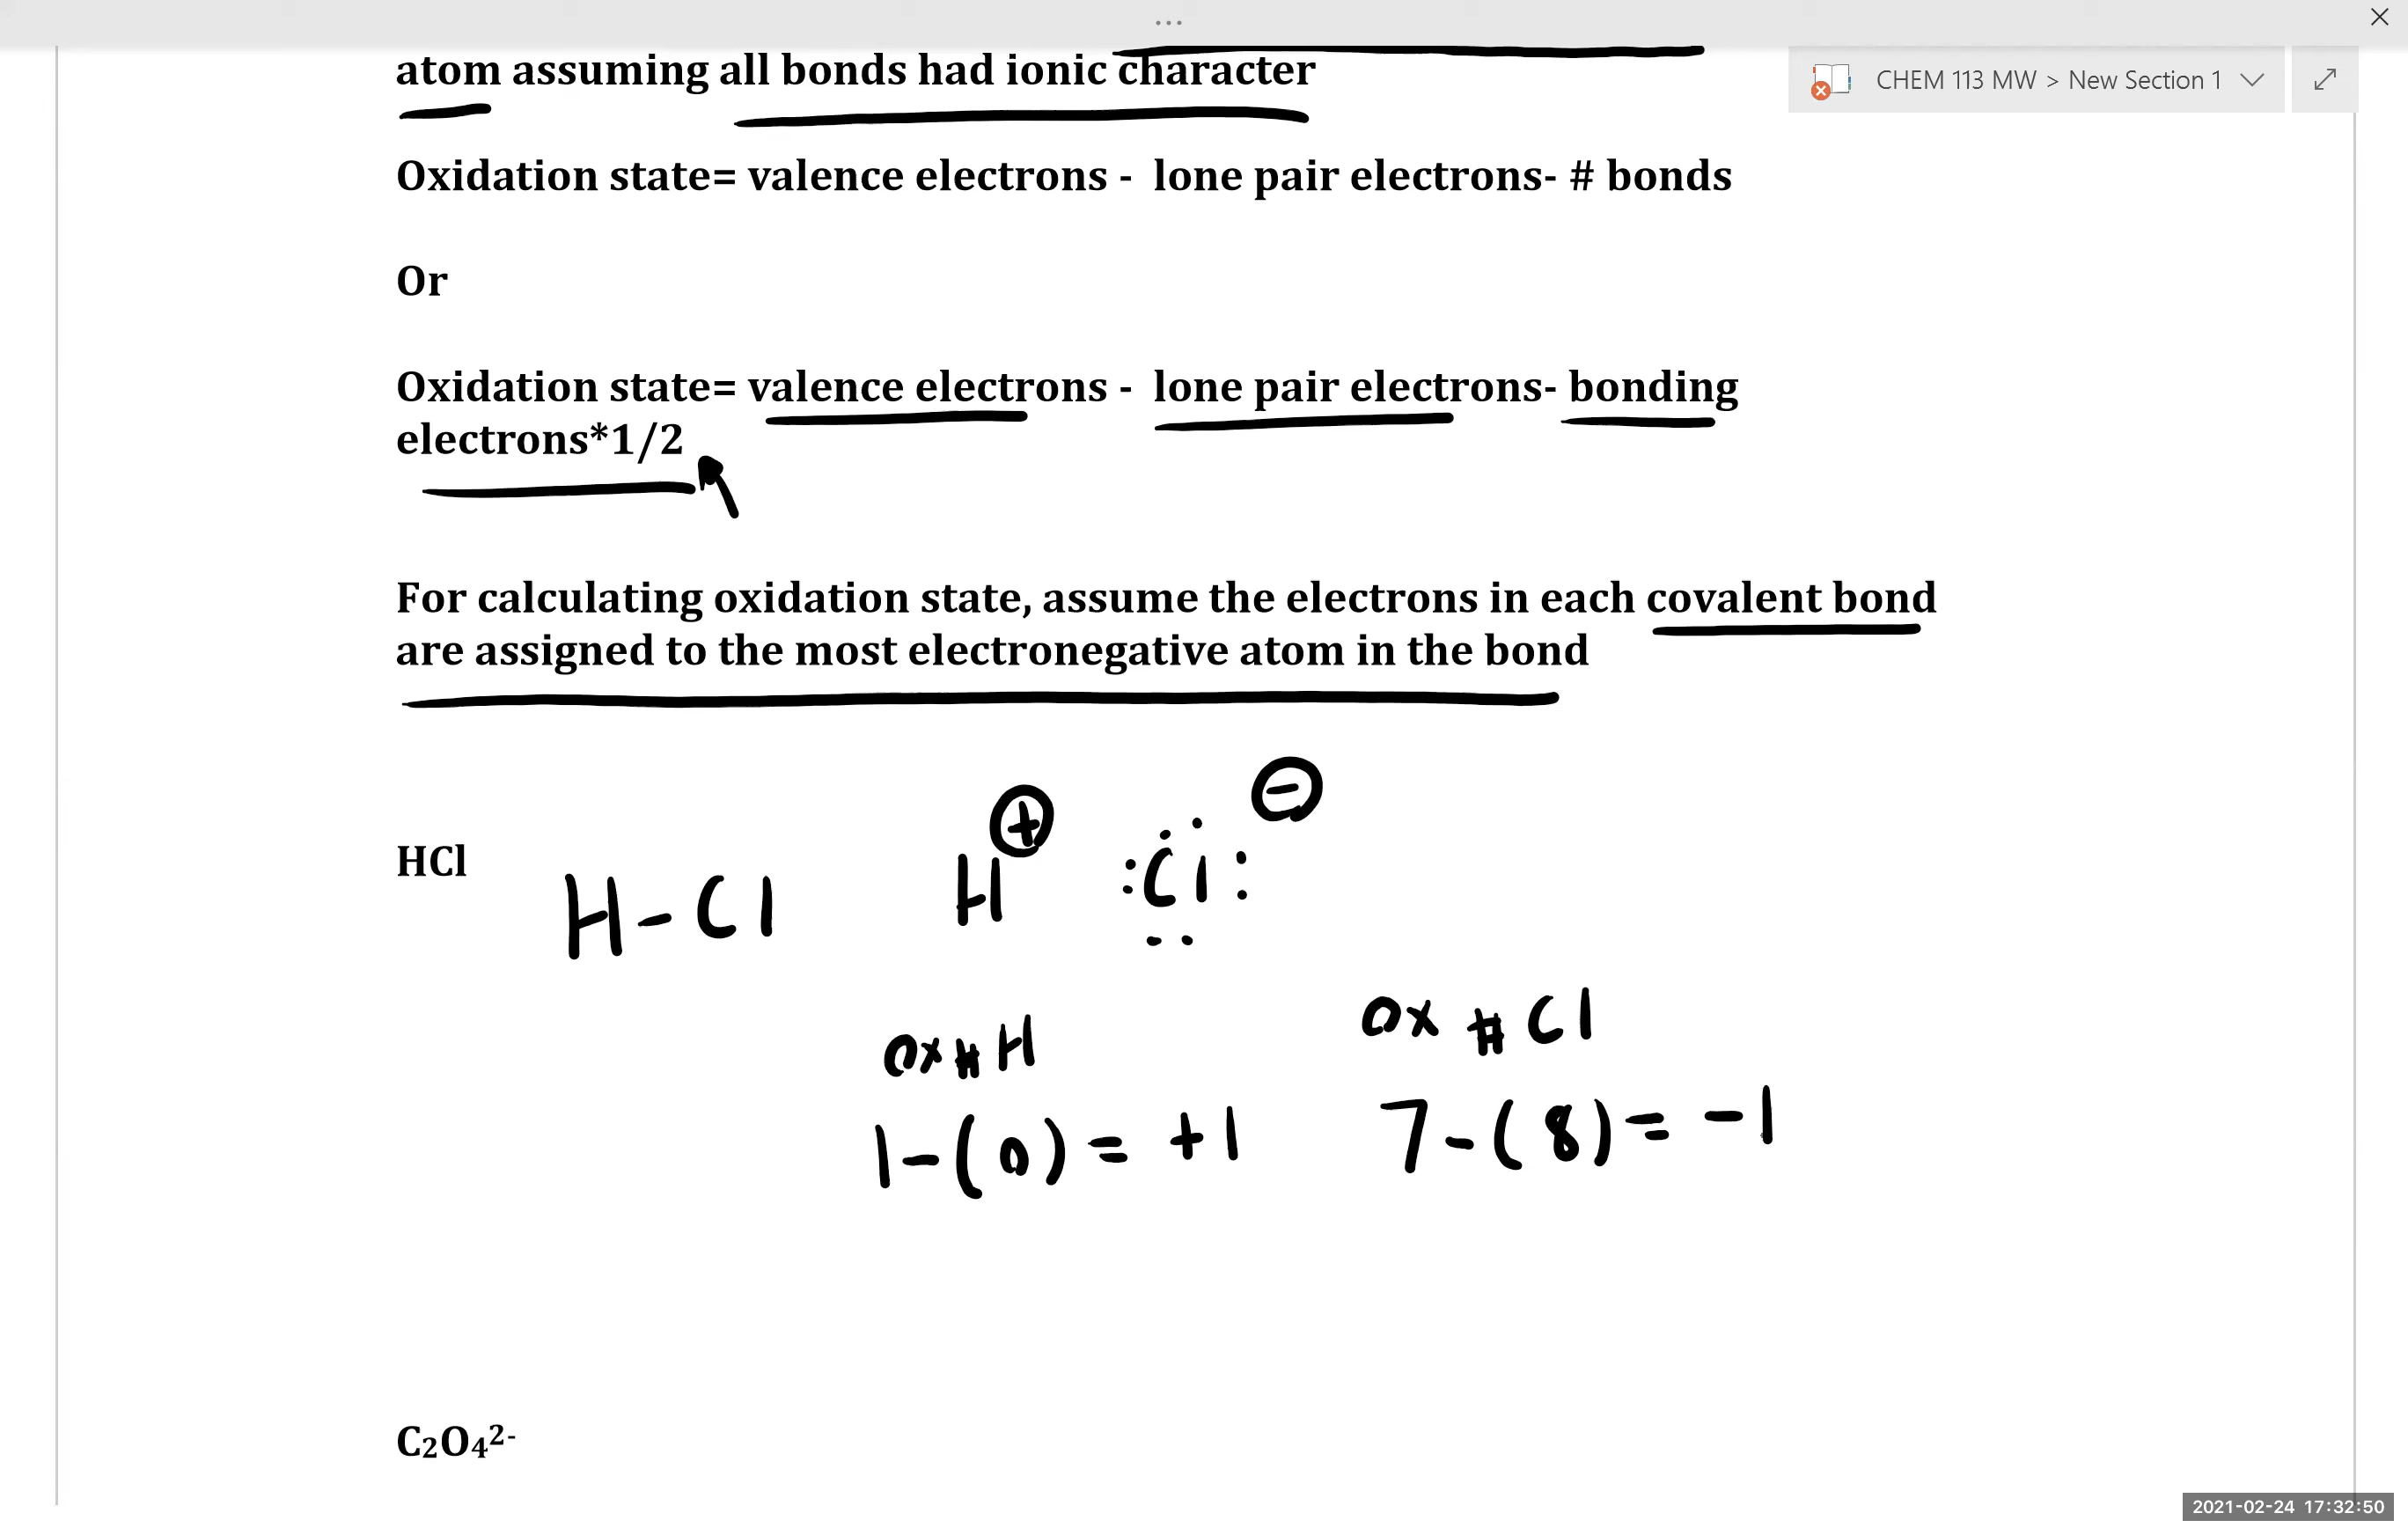 ...
atom assuming all bonds had ionic character
CHEM 113 MW > New Section 1
Oxidation state= valence electrons - lone pair electrons- # bonds
Or
Oxidation state= valence electrons - lone pair electrons- bonding
electrons*1/2
For calculating oxidation state, assume the electrons in each covalent bond
are assigned to the most electronegative atom in the bond
HCl H-Cl H⊕ :Cl: ⊖
ox#H ox #Cl
1-(0)= +1 7-(8)= -1
C₂O₄²⁻
2021-02-24 17:32:50